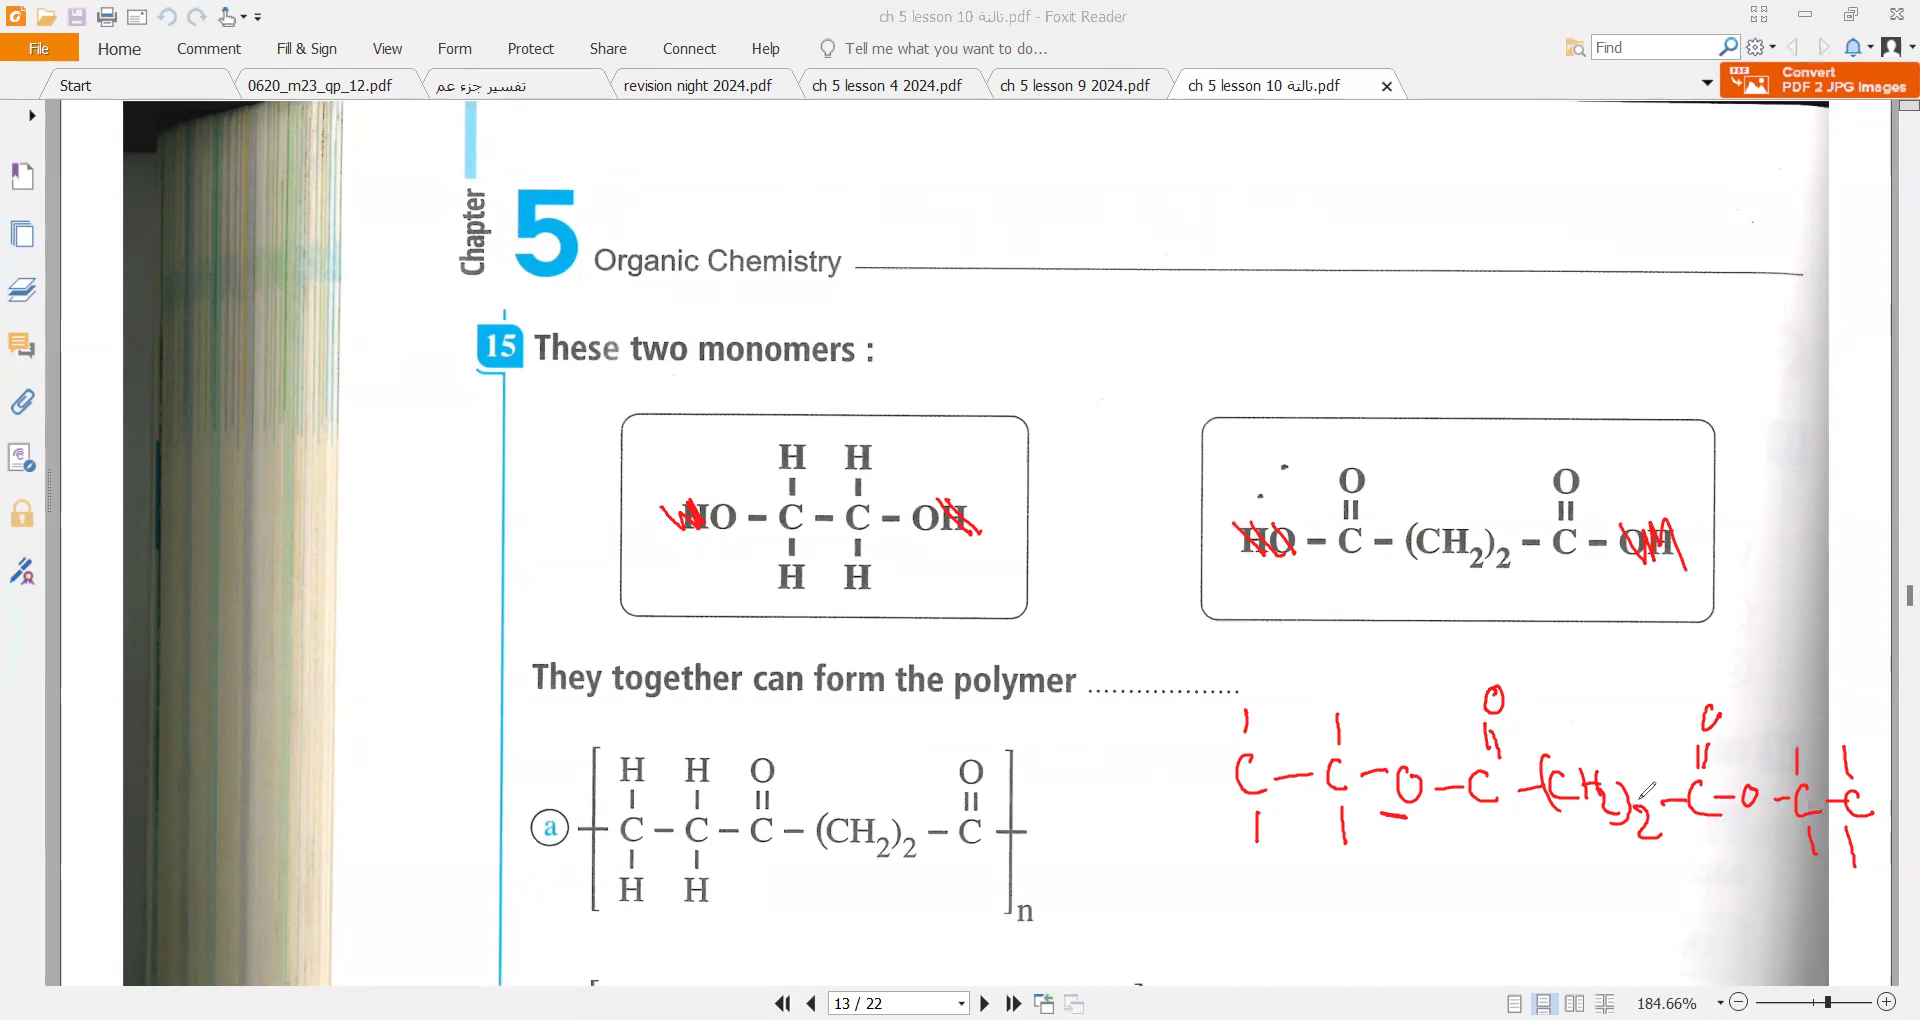 ch 5 lesson 10 تالتة.pdf - Foxit Reader
File Home Comment Fill & Sign View Form Protect Share Connect Help Tell me what you want to do... Find
Start 0620_m23_qp_12.pdf تفسير جزء عم revision night 2024.pdf ch 5 lesson 4 2024.pdf ch 5 lesson 9 2024.pdf ch 5 lesson 10 تالتة.pdf
Convert
PDF 2 JPG Images
Chapter 5 Organic Chemistry
15 These two monomers :
H H
HO – C – C – OH
H H
O O
HO – C – (CH2)2 – C – OH
They together can form the polymer ...................
O O
C – C – O – C – (CH2)2 – C – O – C – C
H H O O
a – C – C – C – (CH2)2 – C –
H H
n
13 / 22
184.66%